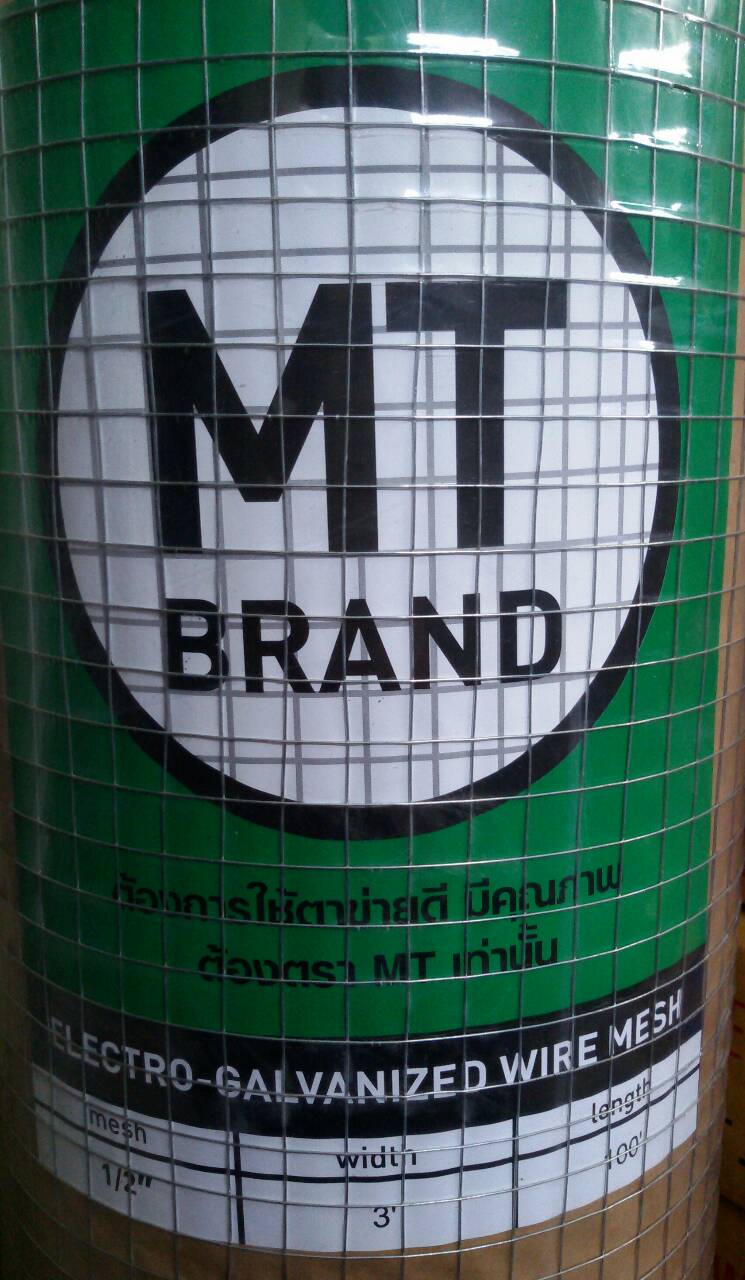 MT
BRAND
ต้องการใช้ตาข่ายดี มีคุณภาพ
ต้องตรา MT เท่านั้น
ELECTRO-GALVANIZED WIRE MESH
mesh width length
1/2" 3' 100'